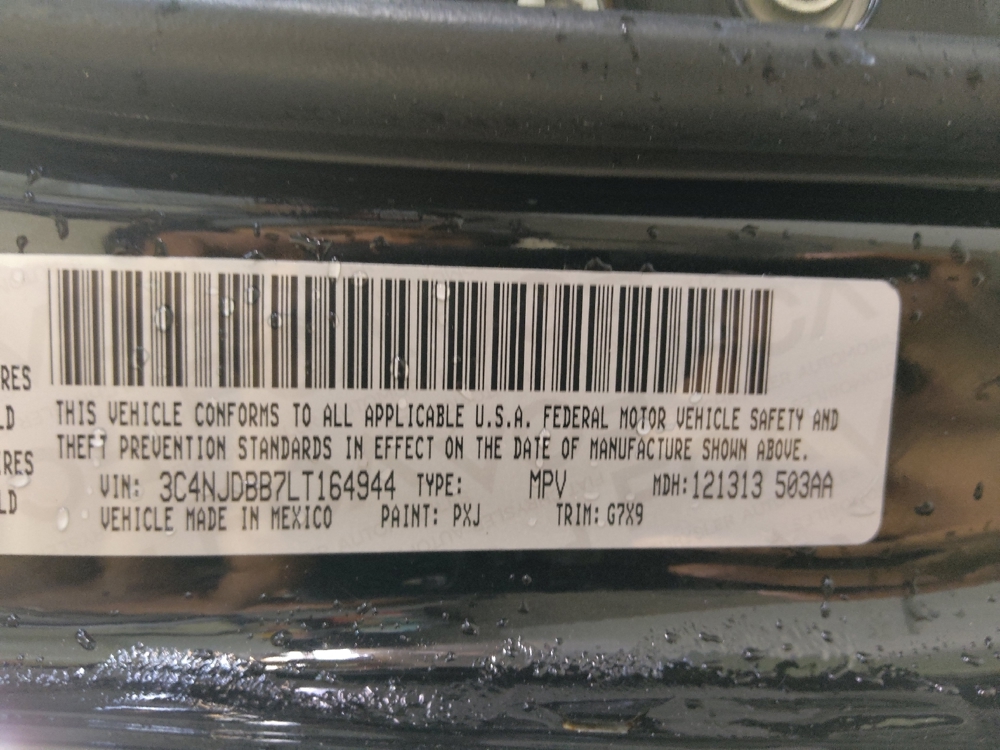 RES
LD
IRES
LD
THIS VEHICLE CONFORMS TO ALL APPLICABLE U.S.A. FEDERAL MOTOR VEHICLE SAFETY AND
THEFT PREVENTION STANDARDS IN EFFECT ON THE DATE OF MANUFACTURE SHOWN ABOVE.
VIN: 3C4NJDBB7LT164944 TYPE: MPV MDH:121313 503AA
VEHICLE MADE IN MEXICO PAINT: PXJ TRIM: G7X9